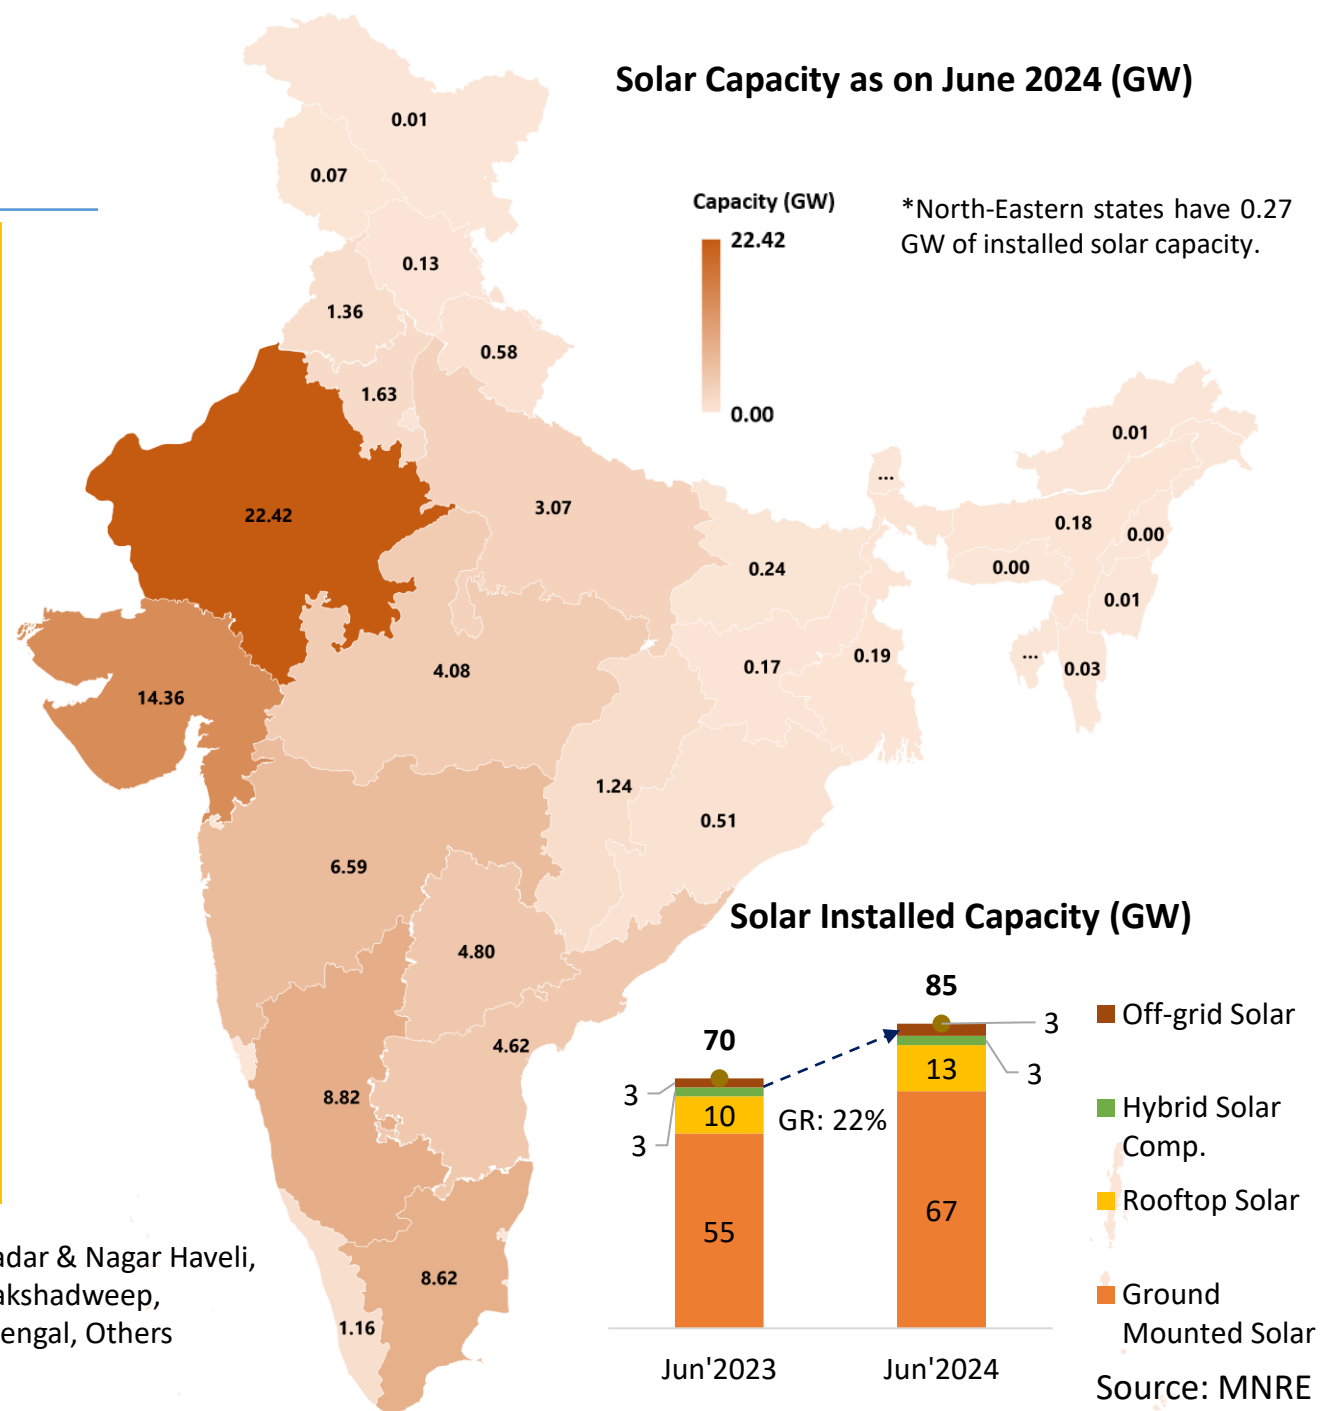 Solar Capacity as on June 2024 (GW)
0.01
0.07
Capacity (GW)
22.42
0.00
*North-Eastern states have 0.27
GW of installed solar capacity.
0.13
1.36
0.58
1.63
0.01
...
22.42
3.07
0.18
0.00
0.24
0.00
0.01
4.08
0.17
0.19
...
0.03
14.36
1.24
0.51
6.59
4.80
4.62
8.82
8.62
1.16
Solar Installed Capacity (GW)
85
70
3
3
13
3
3
10
GR: 22%
55
67
Jun'2023
Jun'2024
Off-grid Solar
Hybrid Solar
Comp.
Rooftop Solar
Ground
Mounted Solar
adar & Nagar Haveli,
akshadweep,
engal, Others
Source: MNRE